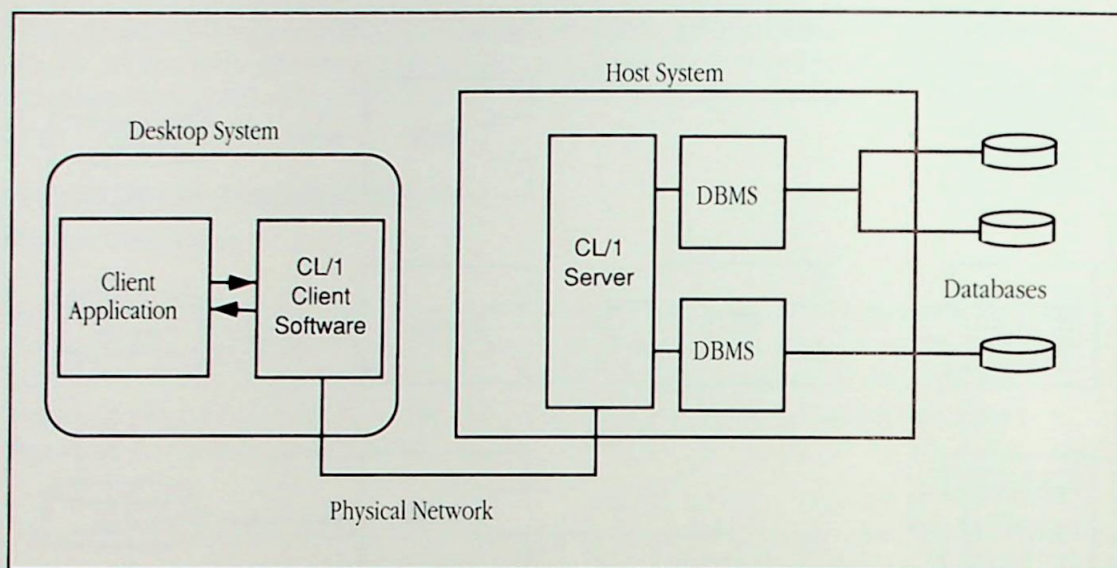 Host System
Desktop System
Client
Application
CL/1
Client
Software
CL/1
Server
DBMS
DBMS
Databases
Physical Network